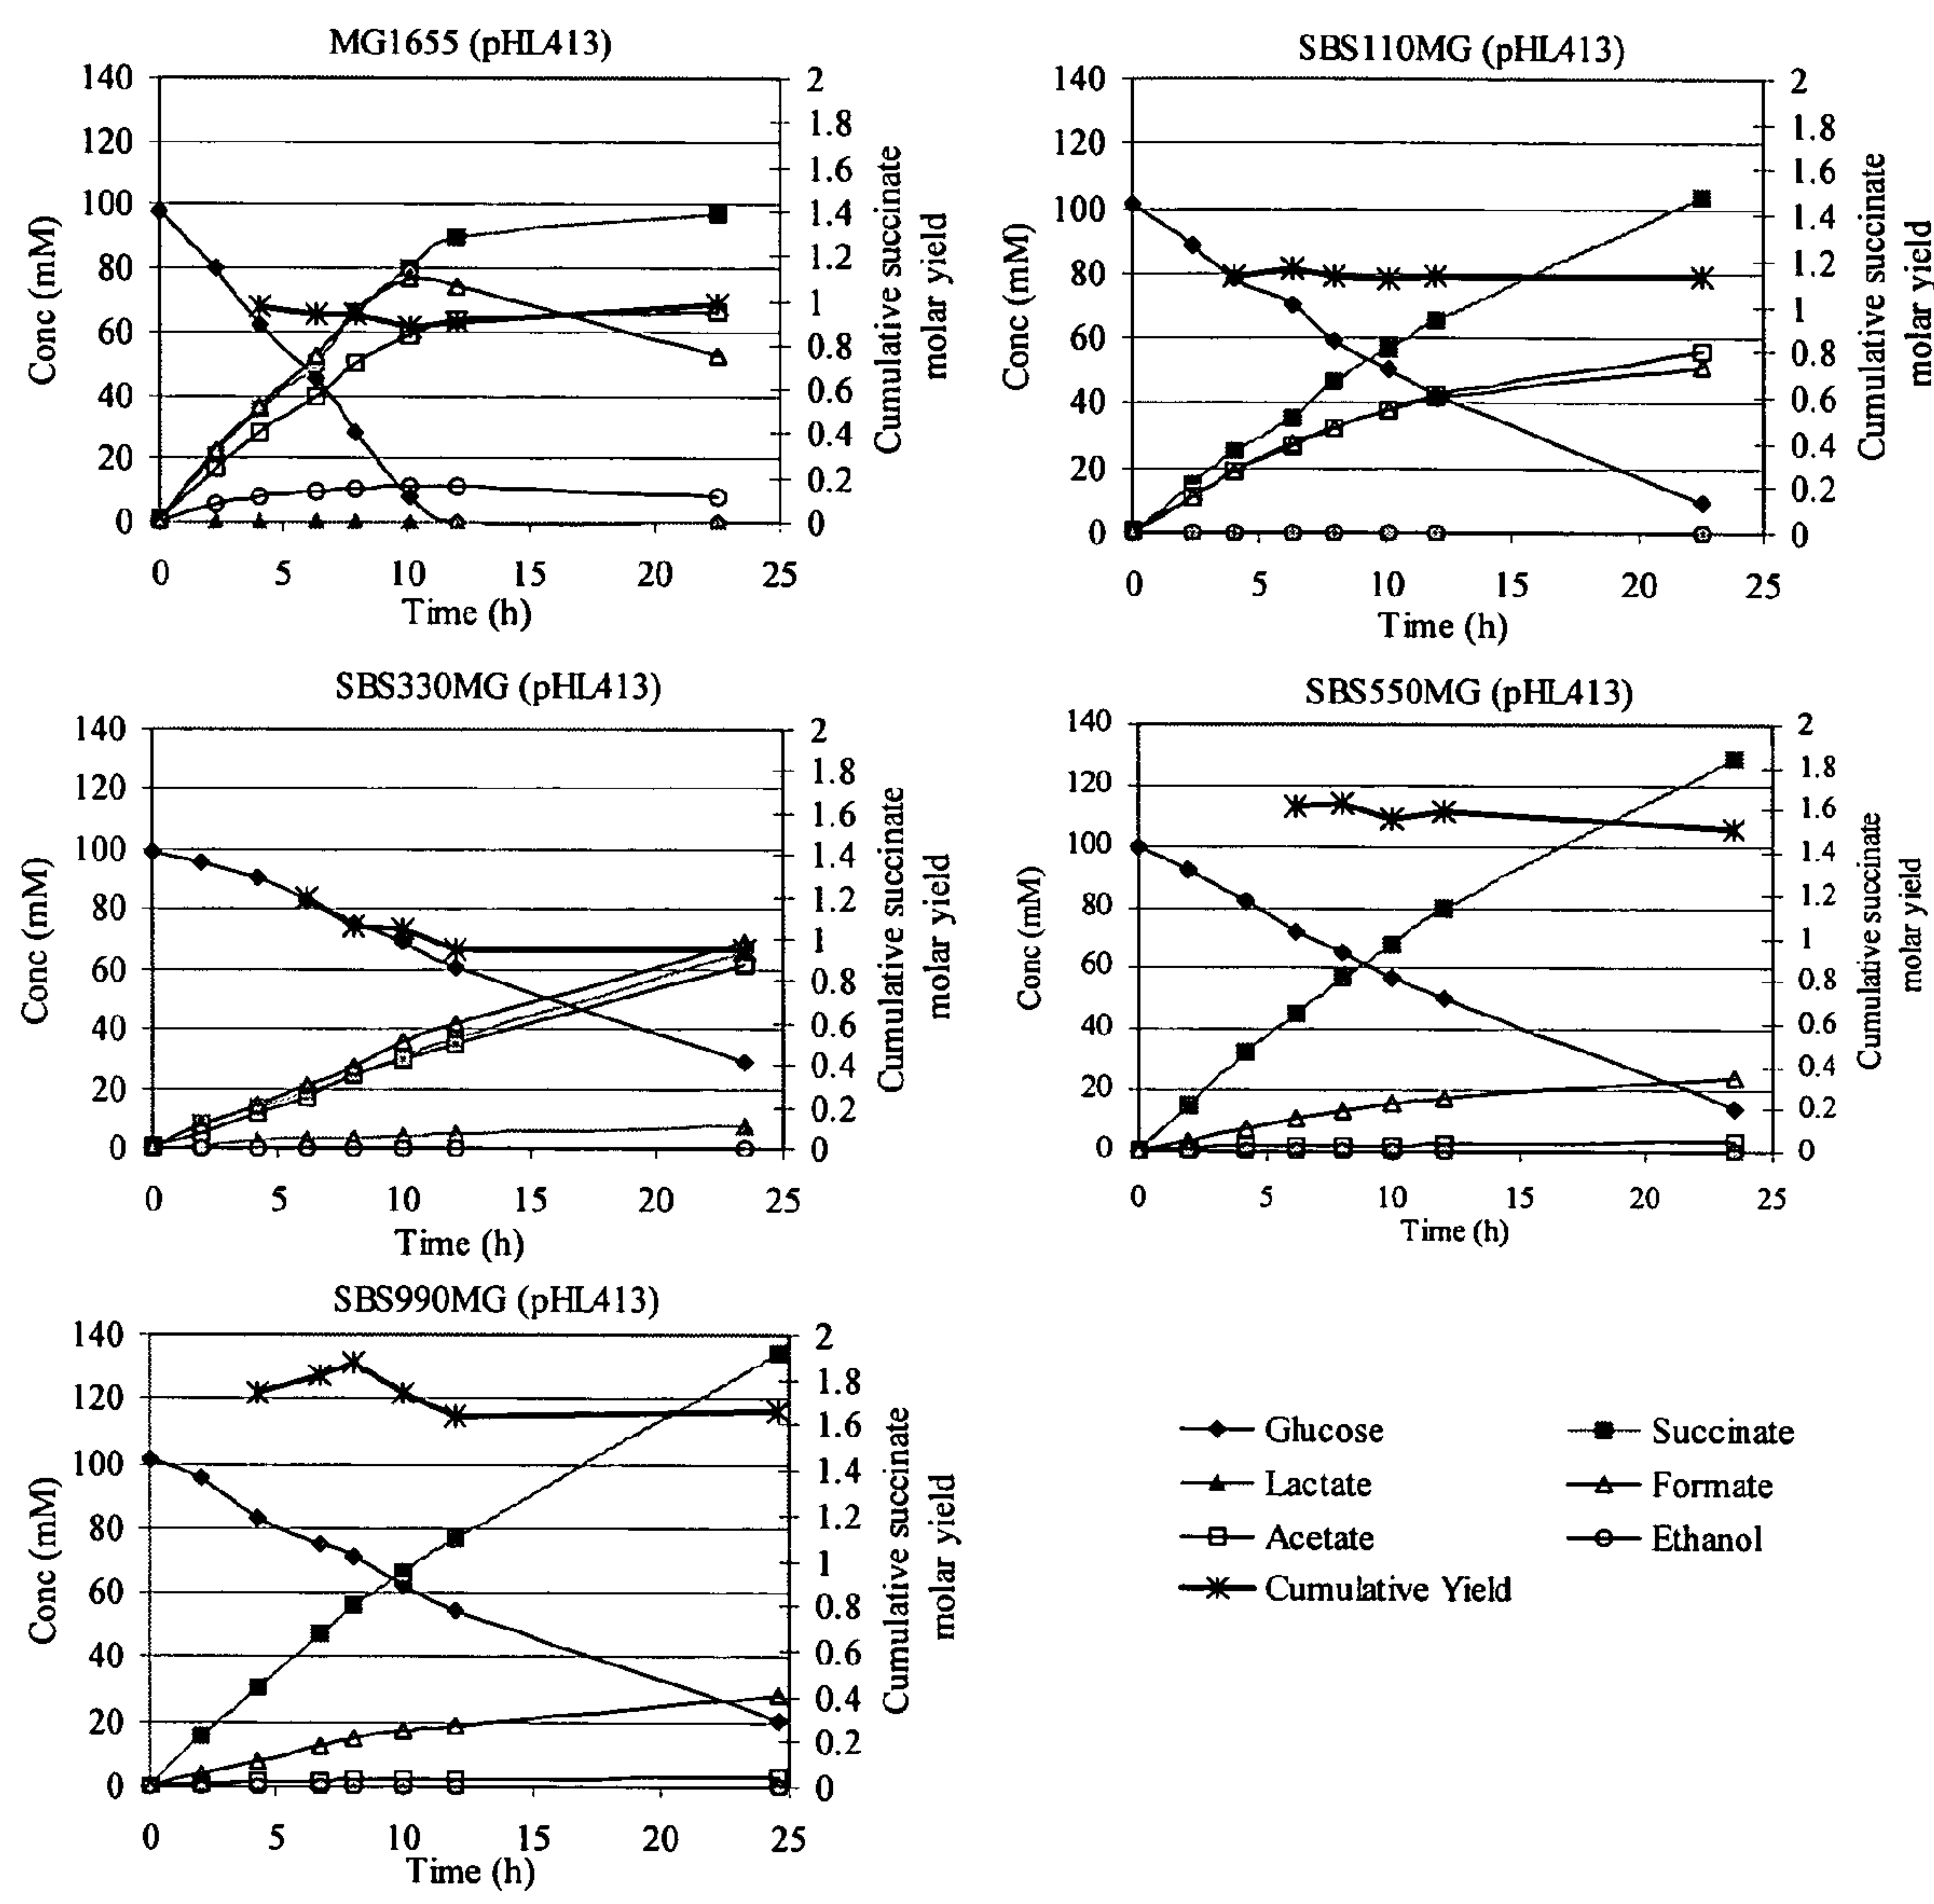 MG1655 (pHL413)
140
120
100
80
60
40
20
0
Conc (mM)
2
1.8
1.6
1.4
1.2
1
0.8
0.6
0.4
0.2
0
Cumulative succinate
molar yield
0 5 10 15 20 25
Time (h)
SBS110MG (pHL413)
140
120
100
80
60
40
20
0
Conc (mM)
2
1.8
1.6
1.4
1.2
1
0.8
0.6
0.4
0.2
0
Cumulative succinate
molar yield
0 5 10 15 20 25
Time (h)
SBS330MG (pHL413)
140
120
100
80
60
40
20
0
Conc (mM)
2
1.8
1.6
1.4
1.2
1
0.8
0.6
0.4
0.2
0
Cumulative succinate
molar yield
0 5 10 15 20 25
Time (h)
SBS550MG (pHL413)
140
120
100
80
60
40
20
0
Conc (mM)
2
1.8
1.6
1.4
1.2
1
0.8
0.6
0.4
0.2
0
Cumulative succinate
molar yield
0 5 10 15 20 25
Time (h)
SBS990MG (pHL413)
140
120
100
80
60
40
20
0
Conc (mM)
2
1.8
1.6
1.4
1.2
1
0.8
0.6
0.4
0.2
0
Cumulative succinate
molar yield
0 5 10 15 20 25
Time (h)
Glucose Succinate
Lactate Formate
Acetate Ethanol
Cumulative Yield